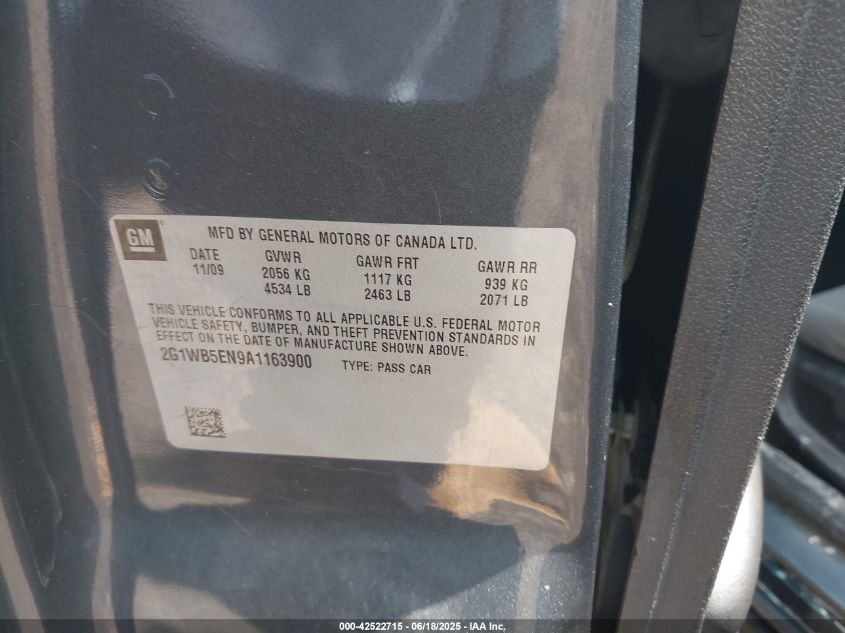 GM
MFD BY GENERAL MOTORS OF CANADA LTD.
DATE GVWR GAWR FRT GAWR RR
11/09 2056 KG 1117 KG 939 KG
4534 LB 2463 LB 2071 LB
THIS VEHICLE CONFORMS TO ALL APPLICABLE U.S. FEDERAL MOTOR
VEHICLE SAFETY, BUMPER, AND THEFT PREVENTION STANDARDS IN
EFFECT ON THE DATE OF MANUFACTURE SHOWN ABOVE.
2G1WB5EN9A1163900 TYPE: PASS CAR
000-42522715 - 06/18/2025 - IAA Inc.